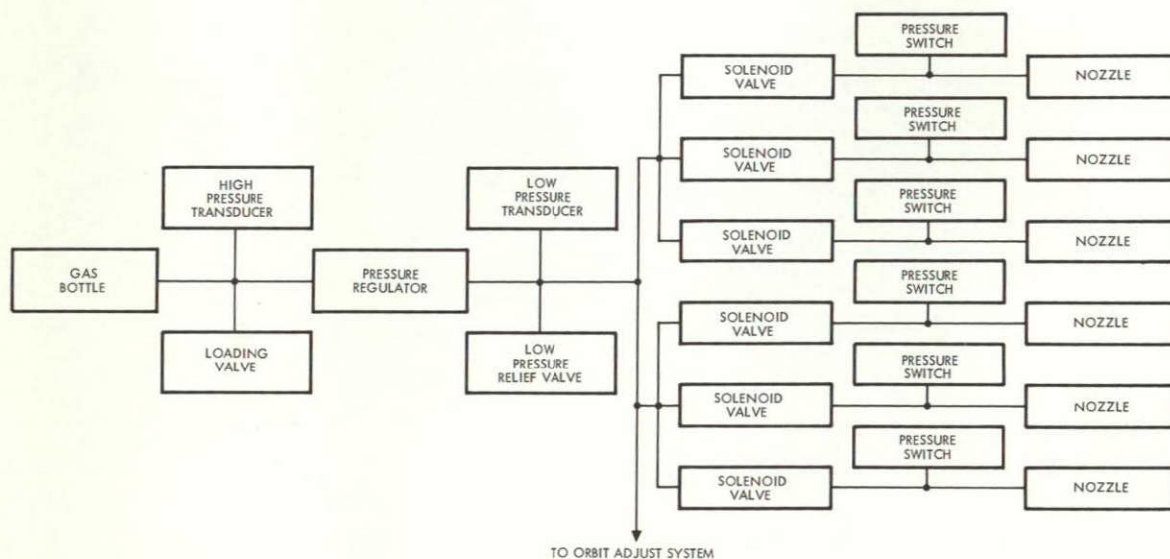 PRESSURE
SWITCH
SOLENOID
VALVE
NOZZLE
PRESSURE
SWITCH
SOLENOID
VALVE
NOZZLE
PRESSURE
SWITCH
SOLENOID
VALVE
NOZZLE
HIGH
PRESSURE
TRANSDUCER
LOW
PRESSURE
TRANSDUCER
GAS
BOTTLE
PRESSURE
REGULATOR
LOADING
VALVE
LOW
PRESSURE
RELIEF VALVE
PRESSURE
SWITCH
SOLENOID
VALVE
NOZZLE
PRESSURE
SWITCH
SOLENOID
VALVE
NOZZLE
PRESSURE
SWITCH
SOLENOID
VALVE
NOZZLE
TO ORBIT ADJUST SYSTEM